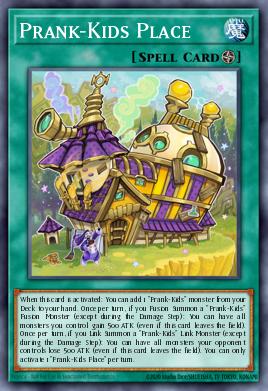 Prank-Kids Place
魔
[Spell Card]
When this card is activated: You can add 1 "Prank-Kids" monster from your
Deck to your hand. Once per turn, if you Fusion Summon a "Prank-Kids"
Fusion Monster (except during the Damage Step): You can have all
monsters you control gain 500 ATK (even if this card leaves the field).
Once per turn, if you Link Summon a "Prank-Kids" Link Monster (except
during the Damage Step): You can have all monsters your opponent
controls lose 500 ATK (even if this card leaves the field). You can only
activate 1 "Prank-Kids Place" per turn.